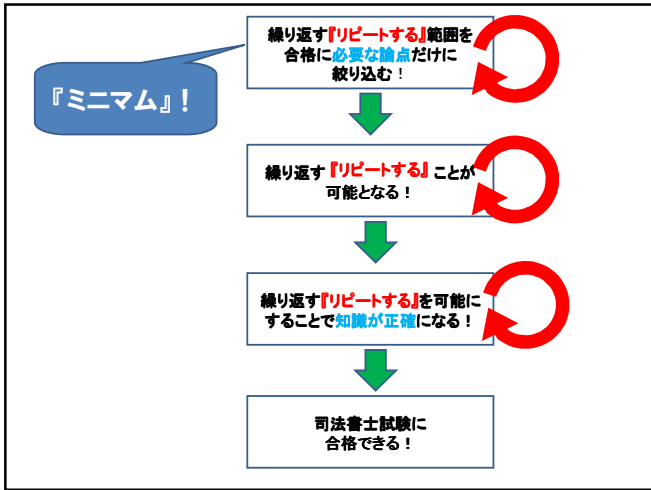 繰り返す『リピートする』範囲を
合格に必要な論点だけに
絞り込む！
『ミニマム』！
繰り返す『リピートする』ことが
可能となる！
繰り返す『リピートする』を可能に
することで知識が正確になる！
司法書士試験に
合格できる！